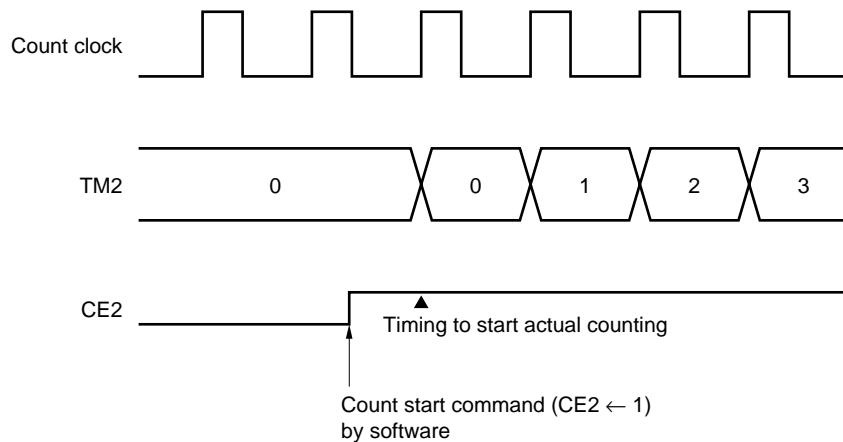 Count clock
TM2
0
0
1
2
3
CE2
Timing to start actual counting
Count start command (CE2 ← 1)
by software